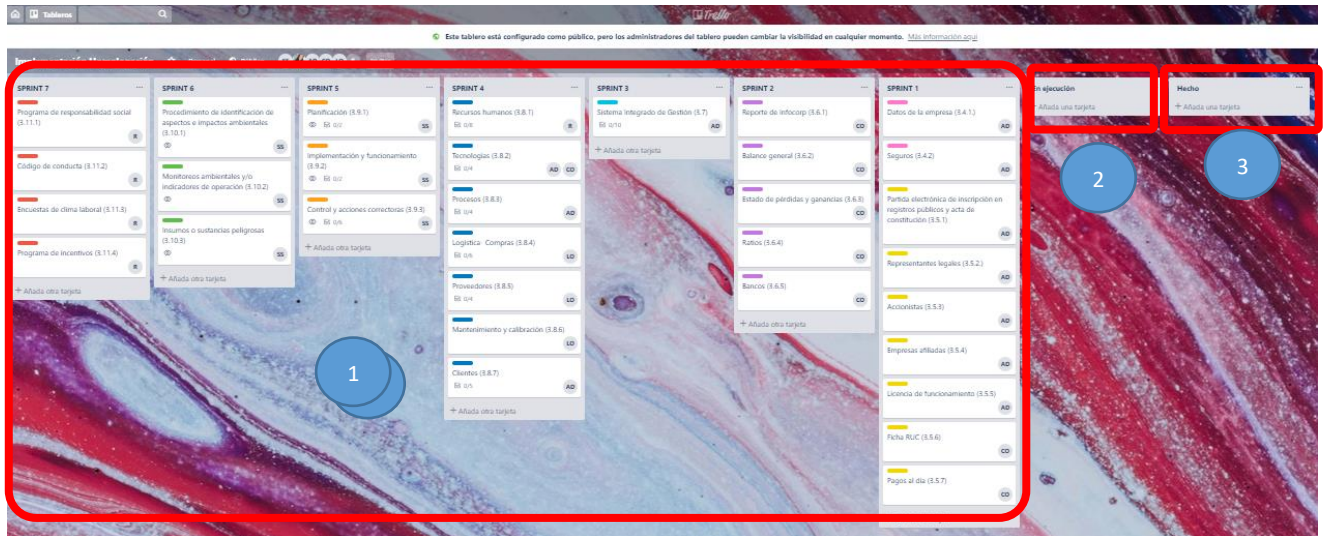 Tableros
Trello
Este tablero está configurado como público, pero los administradores del tablero pueden cambiar la visibilidad en cualquier momento. Más información aquí
SPRINT 7
Programa de responsabilidad social
(3.11.1)
R
Código de conducta (3.11.2)
R
Encuestas de clima laboral (3.11.3)
R
Programa de incentivos (3.11.4)
R
+ Añada otra tarjeta
SPRINT 6
Procedimiento de identificación de
aspectos e impactos ambientales
(3.10.1)
SS
Monitoreos ambientales y/o
indicadores de operación (3.10.2)
SS
Insumos o sustancias peligrosas
(3.10.3)
SS
+ Añada otra tarjeta
SPRINT 5
Planificación (3.9.1)
0/2
SS
Implementación y funcionamiento
(3.9.2)
0/2
SS
Control y acciones correctoras (3.9.3)
0/6
SS
+ Añada otra tarjeta
SPRINT 4
Recursos humanos (3.8.1)
0/8
R
Tecnologías (3.8.2)
0/4
AD CO
Procesos (3.8.3)
0/4
AD
Logística- Compras (3.8.4)
0/6
LO
Proveedores (3.8.5)
0/4
LO
Mantenimiento y calibración (3.8.6)
LO
Clientes (3.8.7)
0/5
AD
+ Añada otra tarjeta
SPRINT 3
Sistema Integrado de Gestión (3.7)
0/10
AD
+ Añada otra tarjeta
SPRINT 2
Reporte de Infocorp (3.6.1)
CO
Balance general (3.6.2)
CO
Estado de pérdidas y ganancias (3.6.3)
CO
Ratios (3.6.4)
CO
Bancos (3.6.5)
CO
+ Añada otra tarjeta
SPRINT 1
Datos de la empresa (3.4.1.)
AD
Seguros (3.4.2)
AD
Partida electrónica de inscripción en
registros públicos y acta de
constitución (3.5.1)
AD
Representantes legales (3.5.2.)
AD
Accionistas (3.5.3)
AD
Empresas afiliadas (3.5.4)
AD
Licencia de funcionamiento (3.5.5)
AD
Ficha RUC (3.5.6)
CO
Pagos al día (3.5.7)
CO
En ejecución
Añada una tarjeta
Hecho
+ Añada una tarjeta
1
2
3